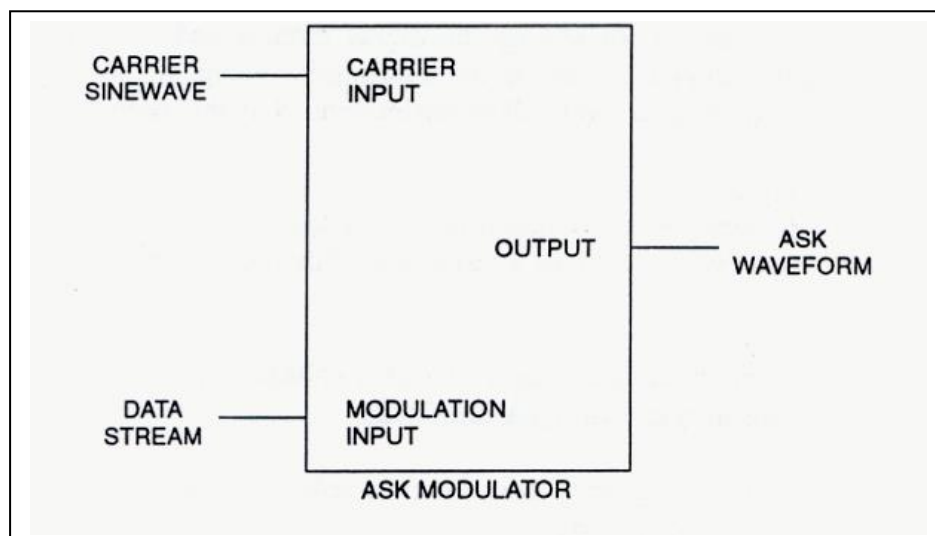 CARRIER
SINEWAVE
CARRIER
INPUT
OUTPUT
ASK
WAVEFORM
DATA
STREAM
MODULATION
INPUT
ASK MODULATOR